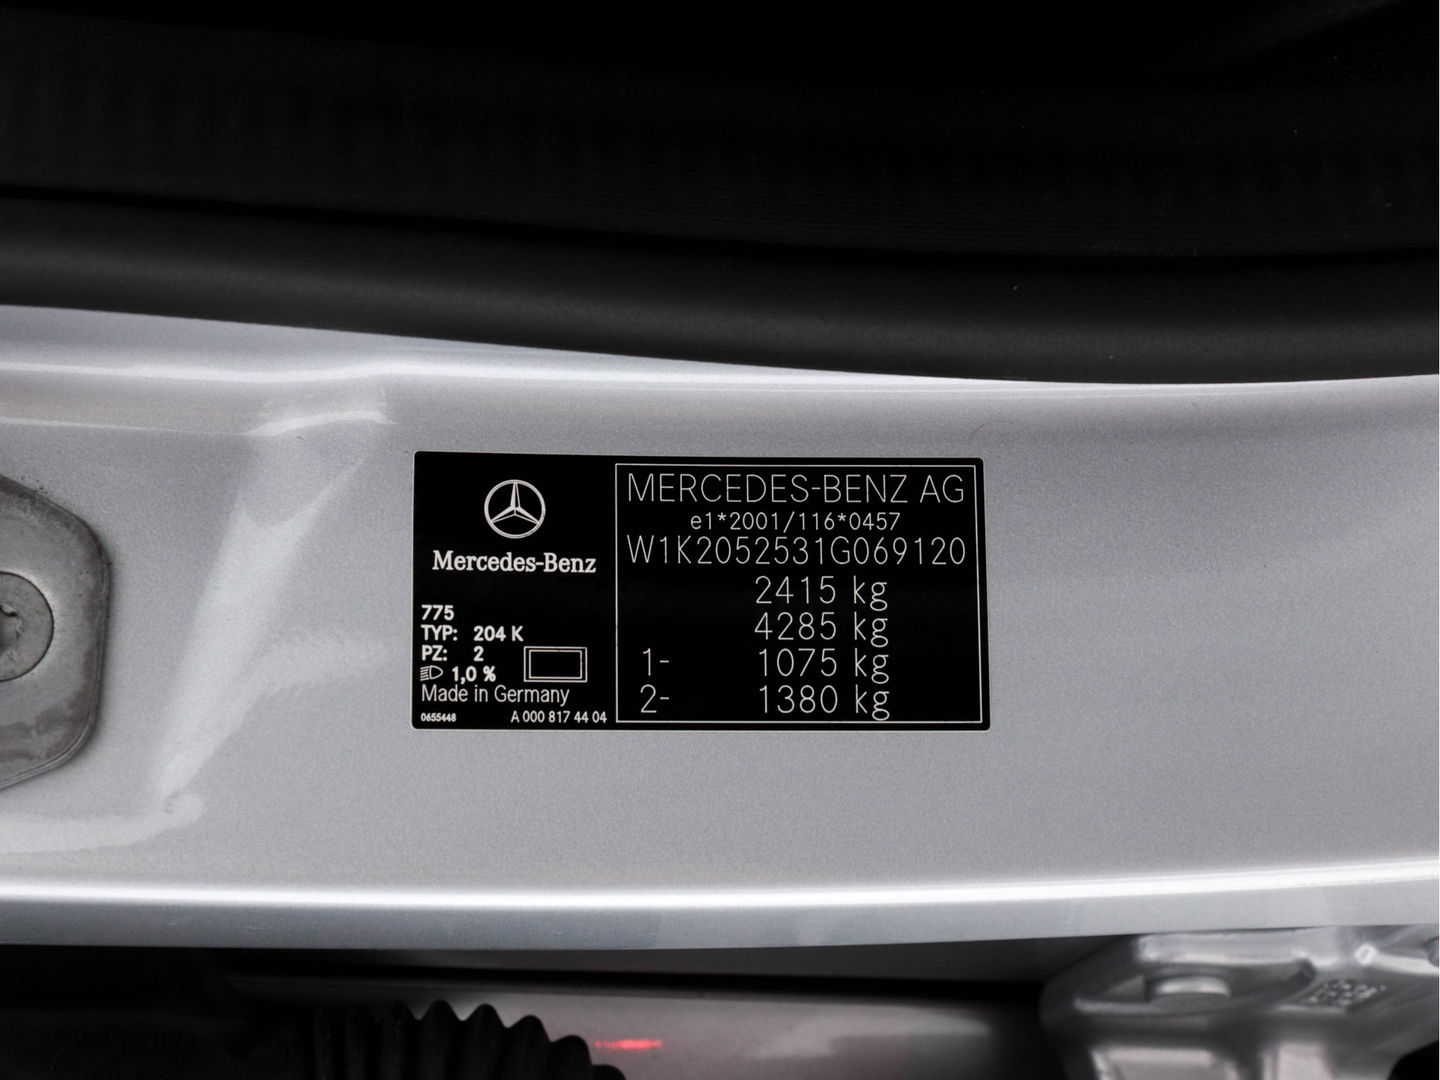 Mercedes-Benz
775
TYP: 204 K
PZ: 2
1,0 %
Made in Germany
0655448 A 000 817 44 04
MERCEDES-BENZ AG
e1*2001/116*0457
W1K2052531G069120
2415 kg
4285 kg
1- 1075 kg
2- 1380 kg